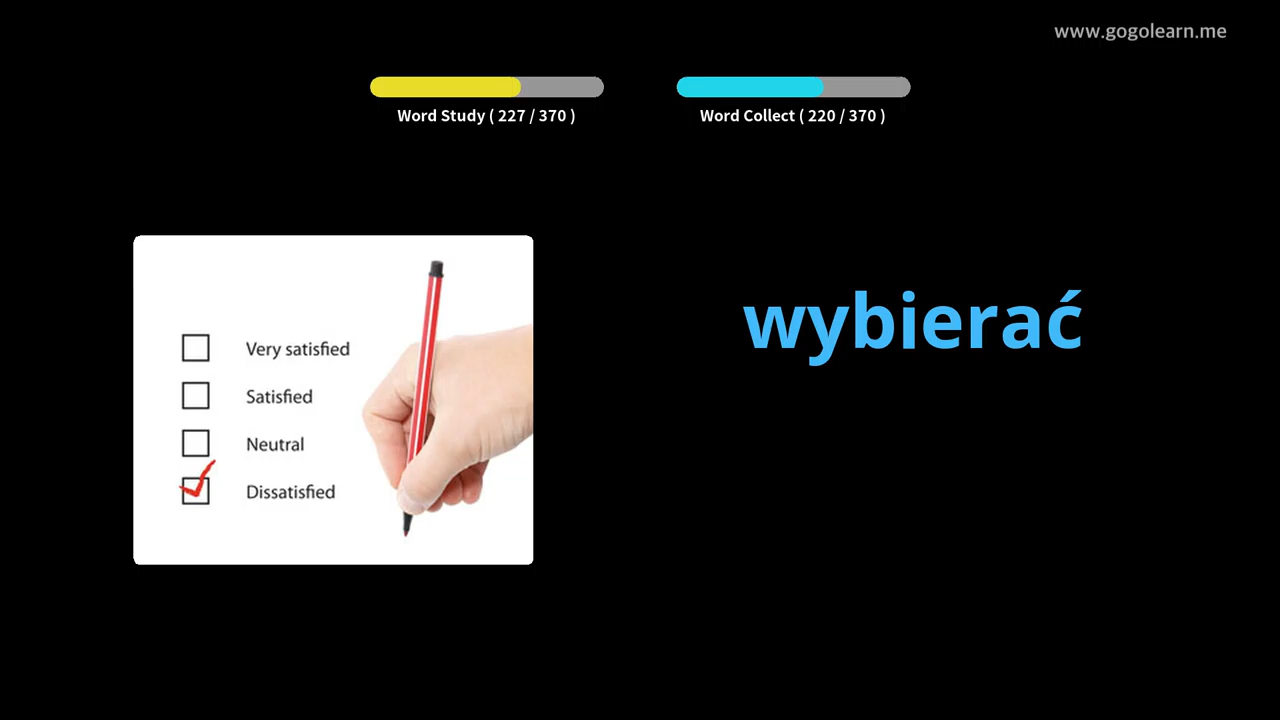 www.gogolearn.me
Word Study ( 227 / 370 )
Word Collect ( 220 / 370 )
Very satisfied
Satisfied
Neutral
Dissatisfied
wybierać